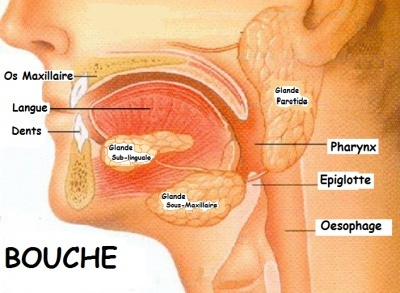 Os Maxillaire
Langue
Dents
Glande
Sub-linguale
Glande
Sous-Maxillaire
Glande
Parotide
Pharynx
Epiglotte
Oesophage
BOUCHE